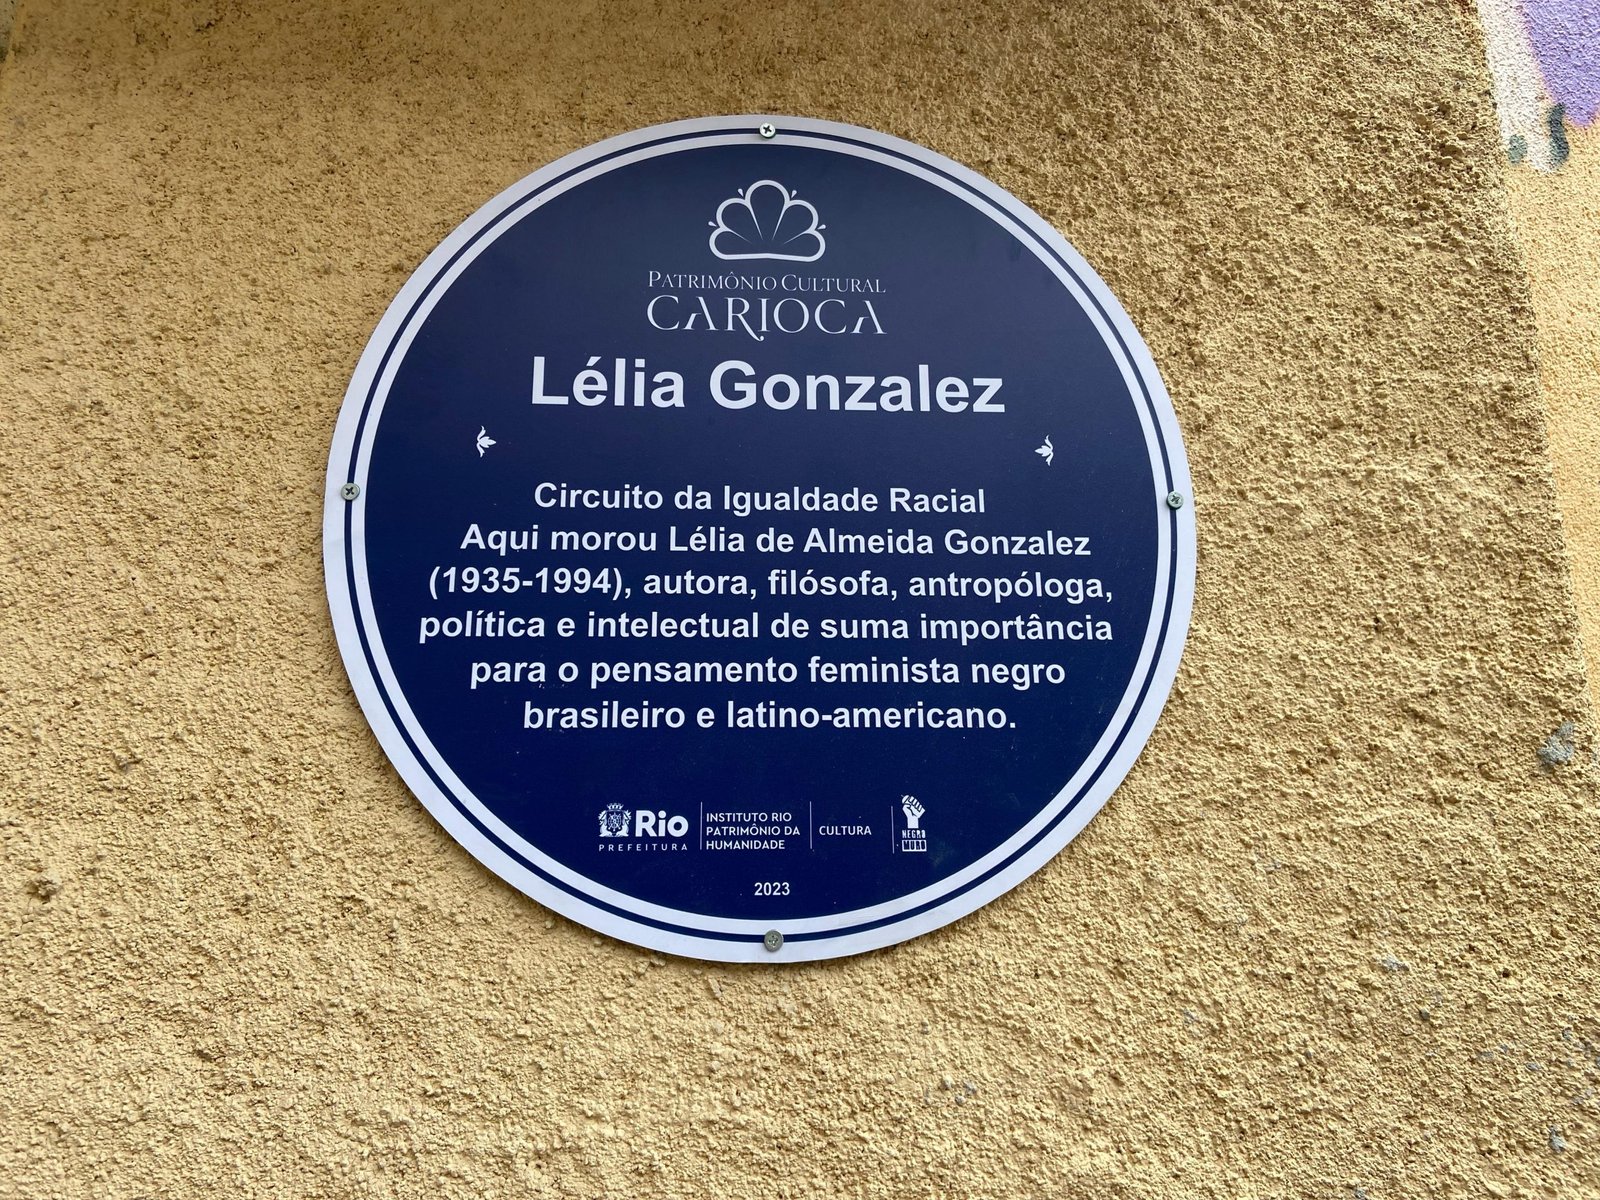 PATRIMÔNIO CULTURAL
CARIOCA
Lélia Gonzalez
Circuito da Igualdade Racial
Aqui morou Lélia de Almeida Gonzalez
(1935-1994), autora, filósofa, antropóloga,
política e intelectual de suma importância
para o pensamento feminista negro
brasileiro e latino-americano.
Rio
PREFEITURA
INSTITUTO RIO
PATRIMÔNIO DA
HUMANIDADE
CULTURA
NEGRO
MURO
2023